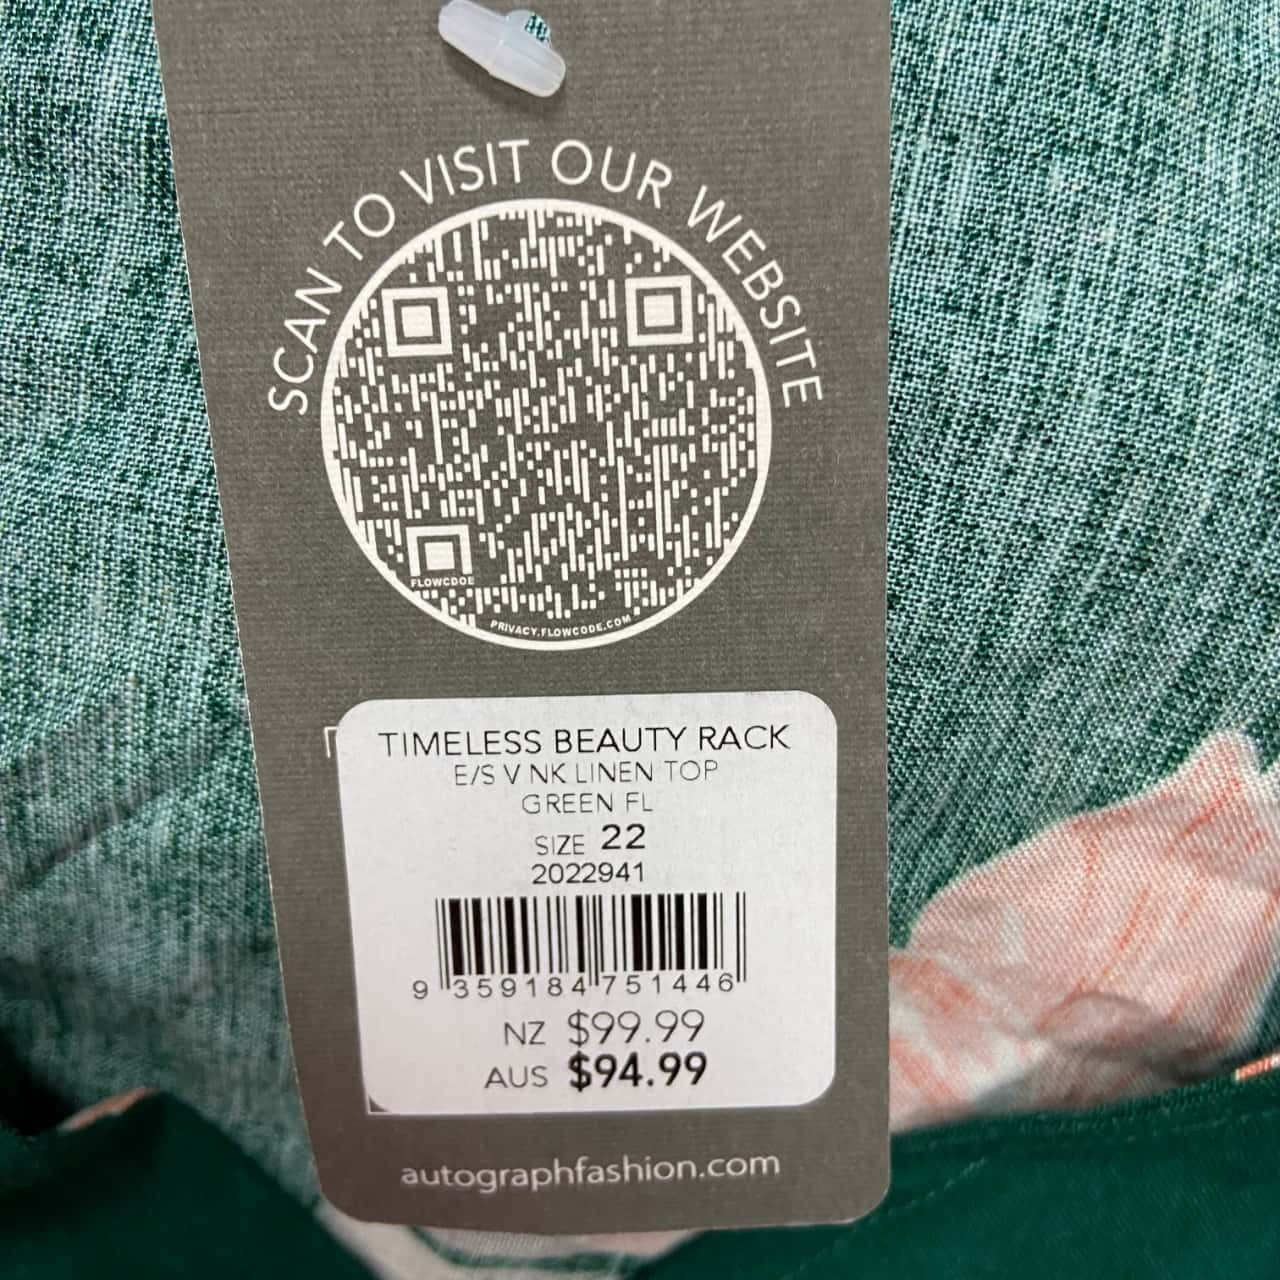 SCAN TO VISIT OUR WEBSITE
FLOWCODE
PRIVACY.FLOWCODE.COM
TIMELESS BEAUTY RACK
E/S V NK LINEN TOP
GREEN FL
SIZE 22
2022941
9 359184 751446
NZ $99.99
AUS $94.99
autographfashion.com